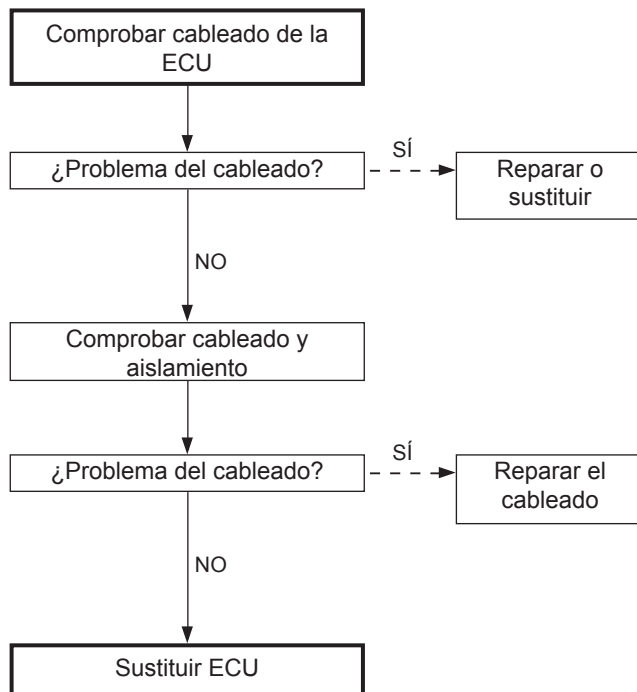 Comprobar cableado de la
ECU
¿Problema del cableado?
SÍ
Reparar o
sustituir
NO
Comprobar cableado y
aislamiento
¿Problema del cableado?
SÍ
Reparar el
cableado
NO
Sustituir ECU